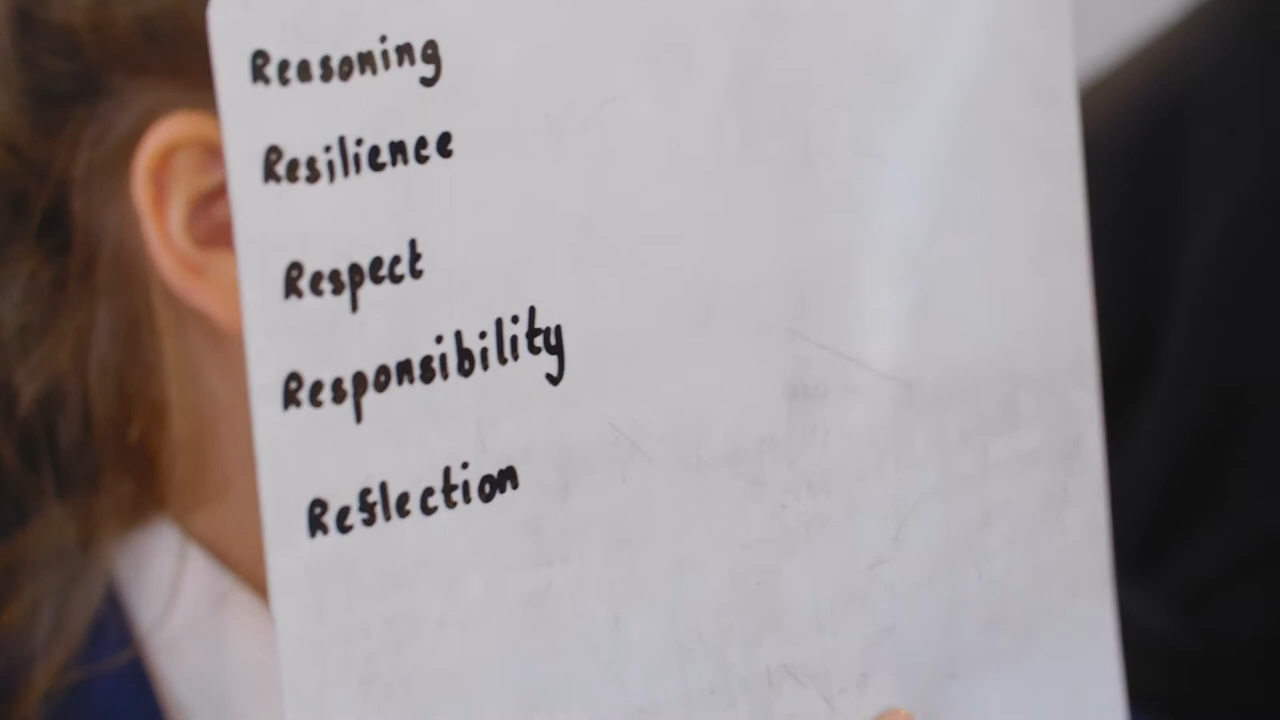 Reasoning
Resilience
Respect
Responsibility
Reflection